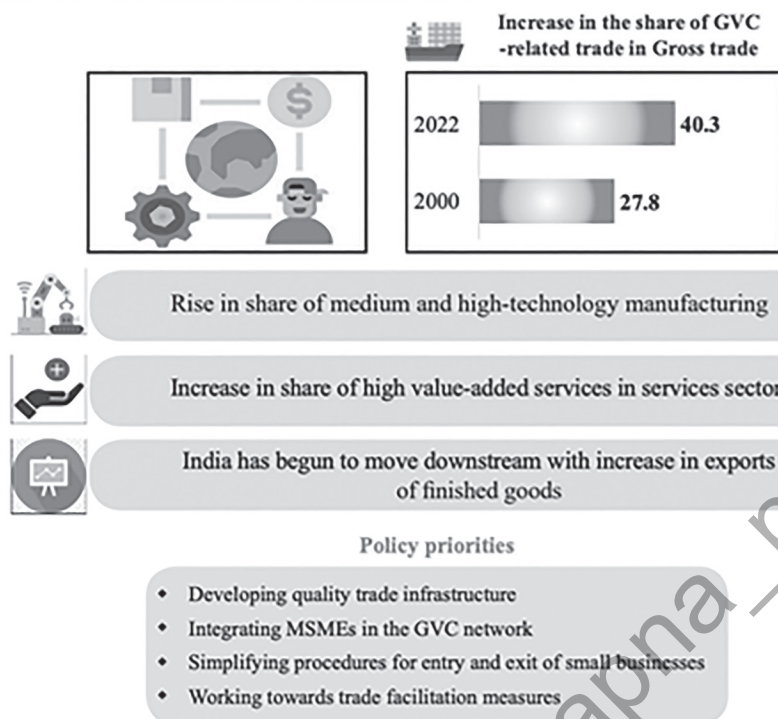 Increase in the share of GVC
-related trade in Gross trade
$
2022 40.3
2000 27.8
Rise in share of medium and high-technology manufacturing
Increase in share of high value-added services in services sector
India has begun to move downstream with increase in exports
of finished goods
Policy priorities
◆ Developing quality trade infrastructure
◆ Integrating MSMEs in the GVC network
◆ Simplifying procedures for entry and exit of small businesses
◆ Working towards trade facilitation measures